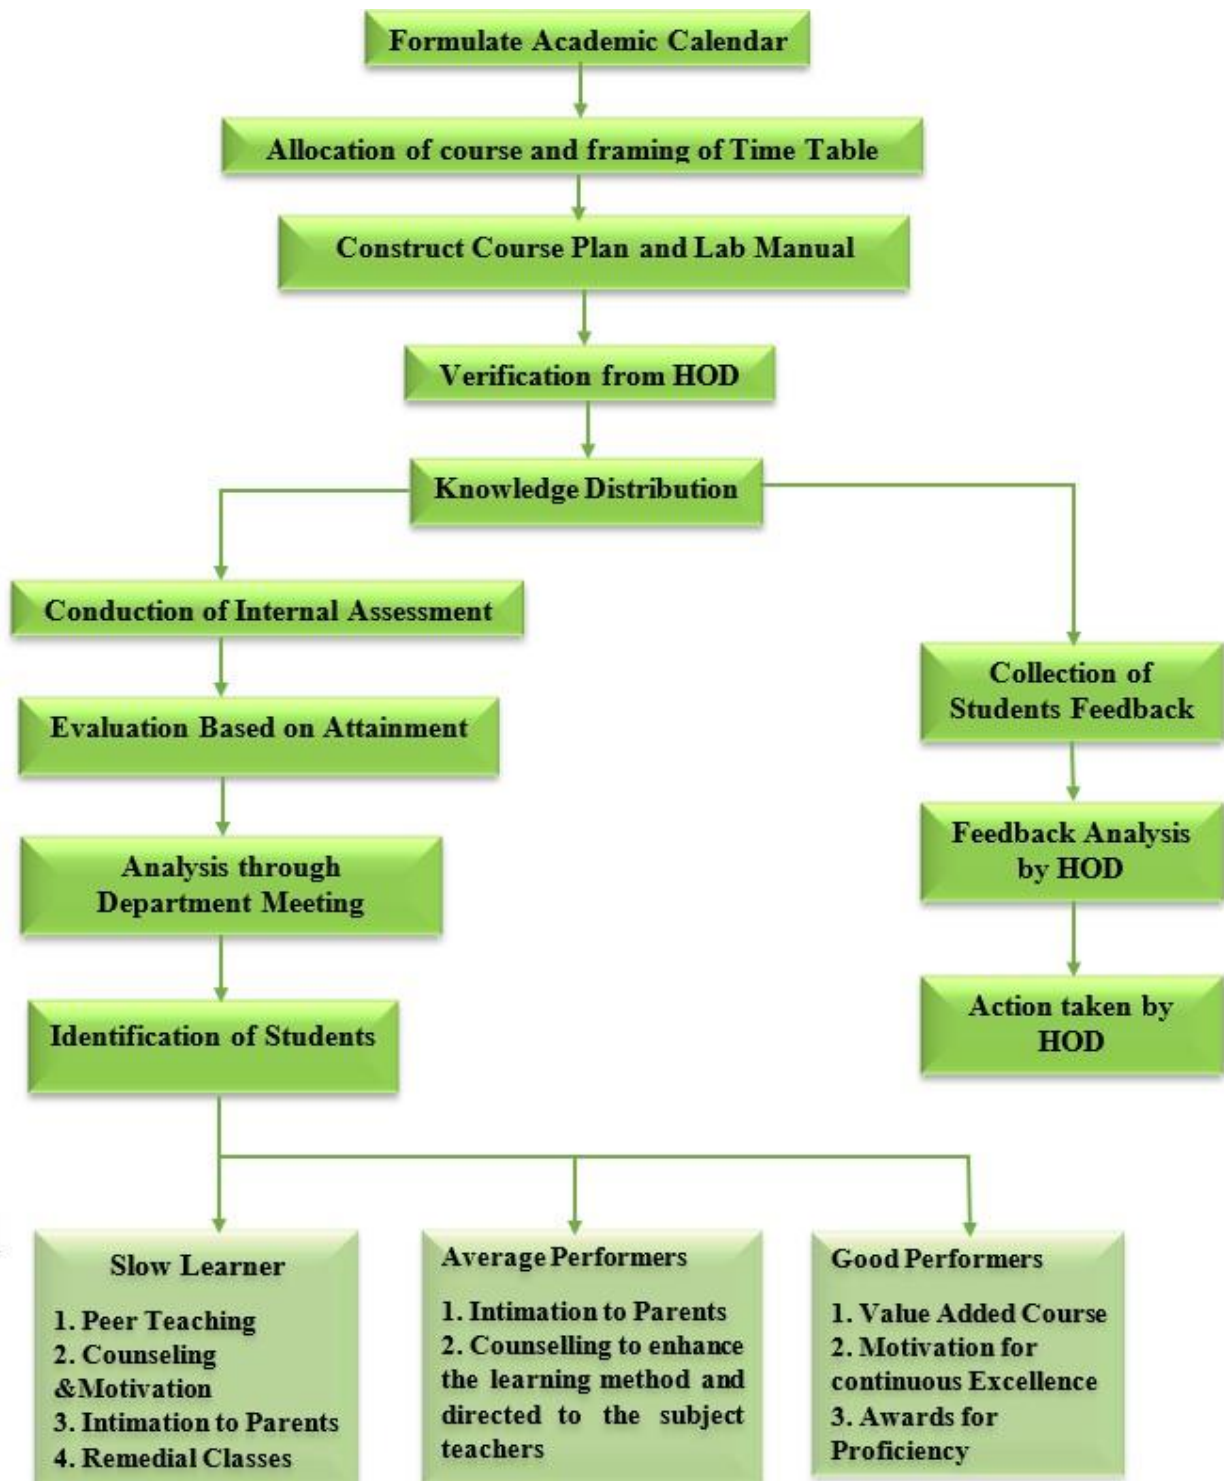 Formulate Academic Calendar
Allocation of course and framing of Time Table
Construct Course Plan and Lab Manual
Verification from HOD
Knowledge Distribution
Conduction of Internal Assessment
Evaluation Based on Attainment
Analysis through
Department Meeting
Identification of Students
Collection of
Students Feedback
Feedback Analysis
by HOD
Action taken by
HOD
Slow Learner
1. Peer Teaching
2. Counseling
&Motivation
3. Intimation to Parents
4. Remedial Classes
Average Performers
1. Intimation to Parents
2. Counselling to enhance
the learning method and
directed to the subject
teachers
Good Performers
1. Value Added Course
2. Motivation for
continuous Excellence
3. Awards for
Proficiency